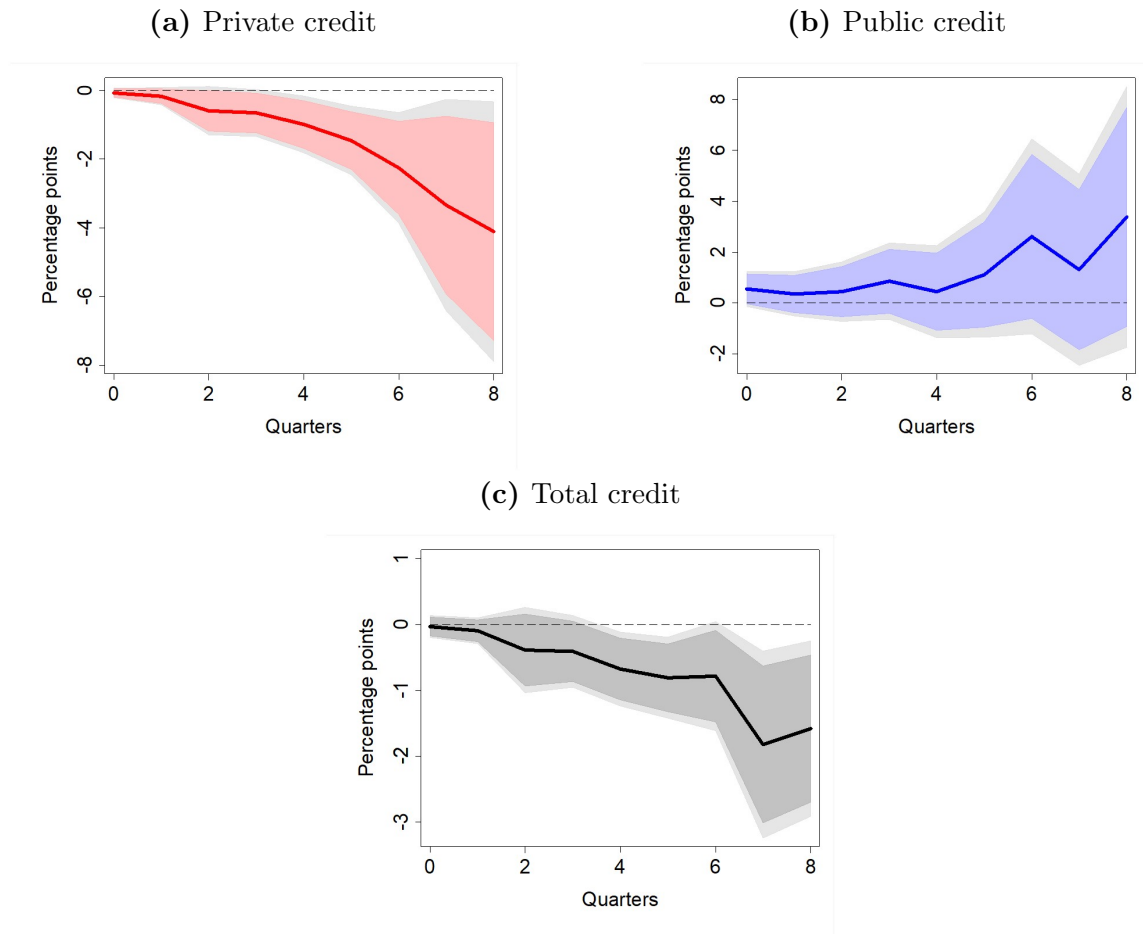 (a) Private credit
(b) Public credit
Percentage points
0
-2
-4
-6
-8
0 2 4 6 8
Quarters
Percentage points
8
6
4
2
0
-2
0 2 4 6 8
Quarters
(c) Total credit
Percentage points
1
0
-1
-2
-3
0 2 4 6 8
Quarters